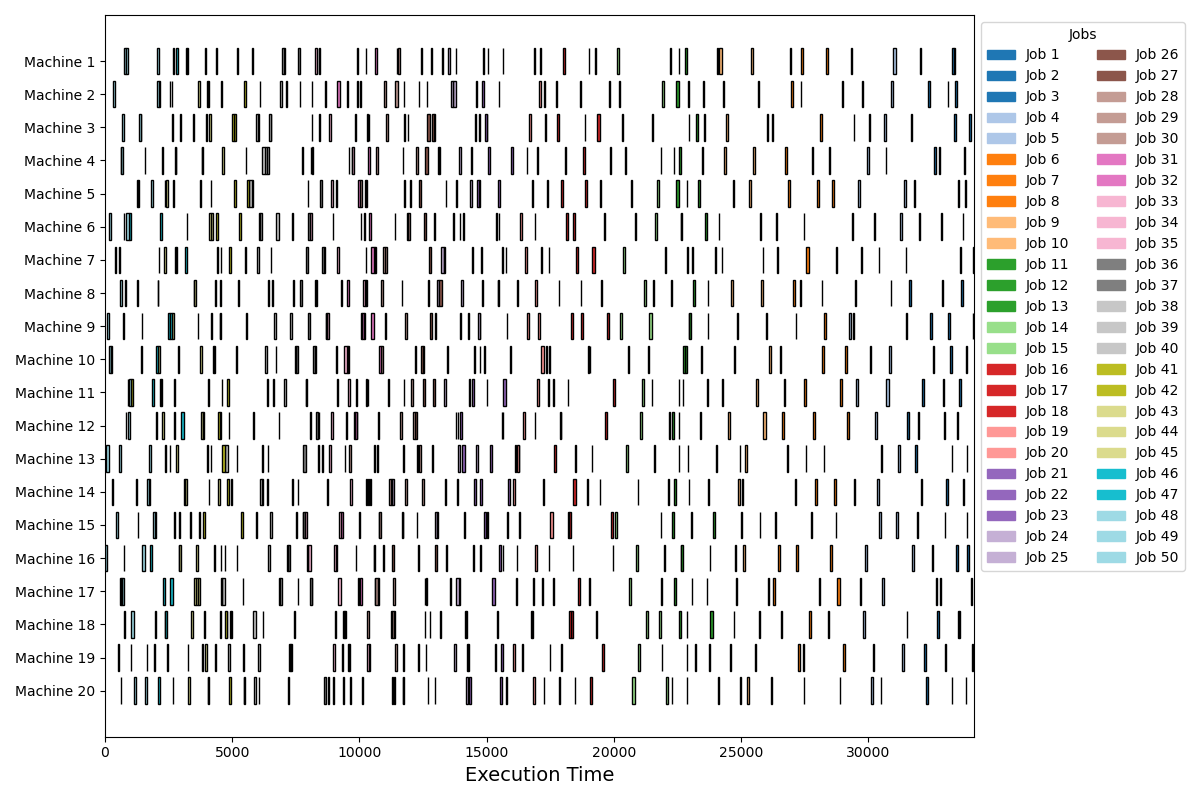 Machine 1
Machine 2
Machine 3
Machine 4
Machine 5
Machine 6
Machine 7
Machine 8
Machine 9
Machine 10
Machine 11
Machine 12
Machine 13
Machine 14
Machine 15
Machine 16
Machine 17
Machine 18
Machine 19
Machine 20
0 5000 10000 15000 20000 25000 30000
Execution Time
Jobs
Job 1 Job 26
Job 2 Job 27
Job 3 Job 28
Job 4 Job 29
Job 5 Job 30
Job 6 Job 31
Job 7 Job 32
Job 8 Job 33
Job 9 Job 34
Job 10 Job 35
Job 11 Job 36
Job 12 Job 37
Job 13 Job 38
Job 14 Job 39
Job 15 Job 40
Job 16 Job 41
Job 17 Job 42
Job 18 Job 43
Job 19 Job 44
Job 20 Job 45
Job 21 Job 46
Job 22 Job 47
Job 23 Job 48
Job 24 Job 49
Job 25 Job 50